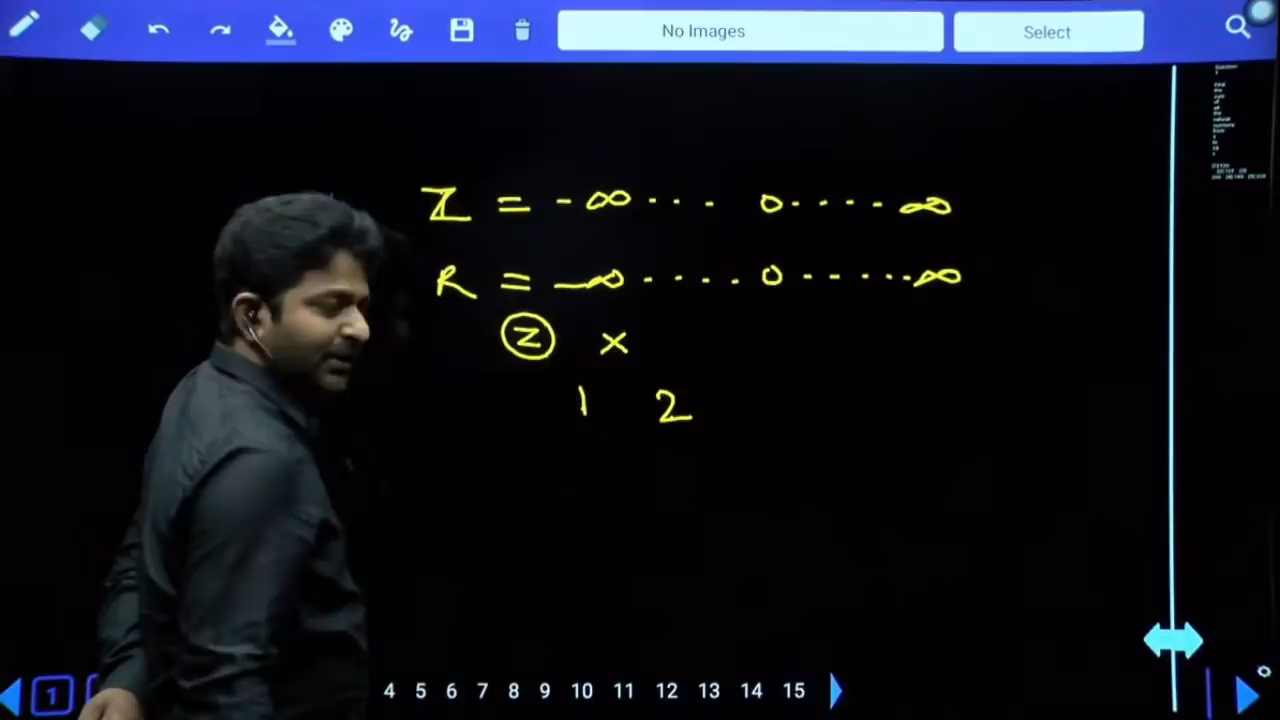 No Images
Select
Z = -∞ . . . 0 . . . . ∞
R = -∞ . . . . 0 . . . . . ∞
Z ×
1 2
1 4 5 6 7 8 9 10 11 12 13 14 15